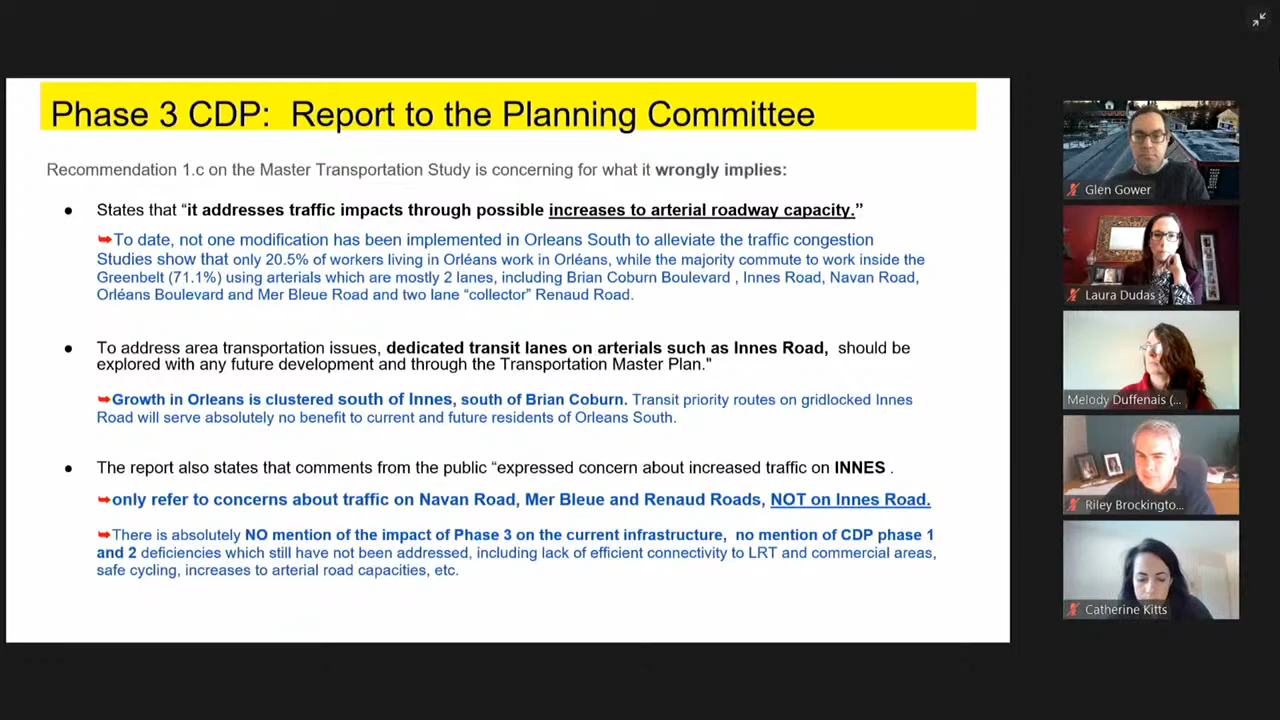 Phase 3 CDP: Report to the Planning Committee
Recommendation 1.c on the Master Transportation Study is concerning for what it wrongly implies:
● States that “it addresses traffic impacts through possible increases to arterial roadway capacity.”
➥To date, not one modification has been implemented in Orleans South to alleviate the traffic congestion
Studies show that only 20.5% of workers living in Orléans work in Orléans, while the majority commute to work inside the
Greenbelt (71.1%) using arterials which are mostly 2 lanes, including Brian Coburn Boulevard , Innes Road, Navan Road,
Orléans Boulevard and Mer Bleue Road and two lane “collector” Renaud Road.
● To address area transportation issues, dedicated transit lanes on arterials such as Innes Road, should be
explored with any future development and through the Transportation Master Plan."
➥Growth in Orleans is clustered south of Innes, south of Brian Coburn. Transit priority routes on gridlocked Innes
Road will serve absolutely no benefit to current and future residents of Orleans South.
● The report also states that comments from the public “expressed concern about increased traffic on INNES .
➥only refer to concerns about traffic on Navan Road, Mer Bleue and Renaud Roads, NOT on Innes Road.
➥There is absolutely NO mention of the impact of Phase 3 on the current infrastructure, no mention of CDP phase 1
and 2 deficiencies which still have not been addressed, including lack of efficient connectivity to LRT and commercial areas,
safe cycling, increases to arterial road capacities, etc.
Glen Gower
Laura Dudas
Melody Duffenais (...
Riley Brockingto...
Catherine Kitts